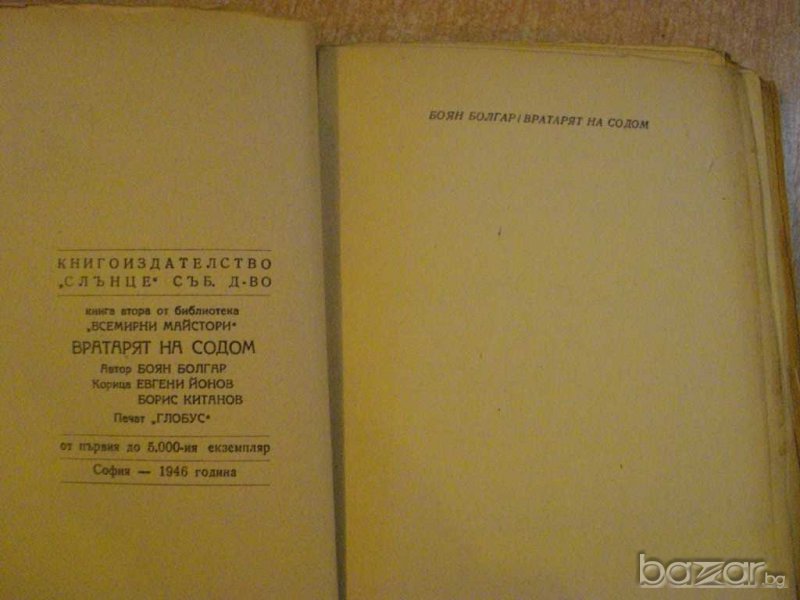 КНИГОИЗДАТЕЛСТВО
„СЛЪНЦЕ“ СЪБ. Д-ВО
книга втора от библиотека
„ВСЕМИРНИ МАЙСТОРИ“
ВРАТАРЯТ НА СОДОМ
Автор БОЯН БОЛГАР
Корица ЕВГЕНИ ЙОНОВ
БОРИС КИТАНОВ
Печат „ГЛОБУС“
от първия до 5.000-ия екземпляр
София — 1946 година
БОЯН БОЛГАР / ВРАТАРЯТ НА СОДОМ
bazar.bg